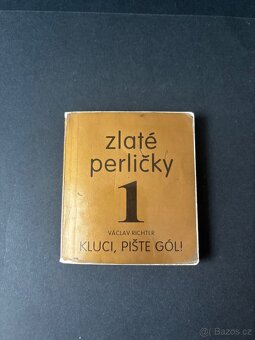 zlaté
perličky
1
VÁCLAV RICHTER
KLUCI, PIŠTE GÓL!
Bazos.cz